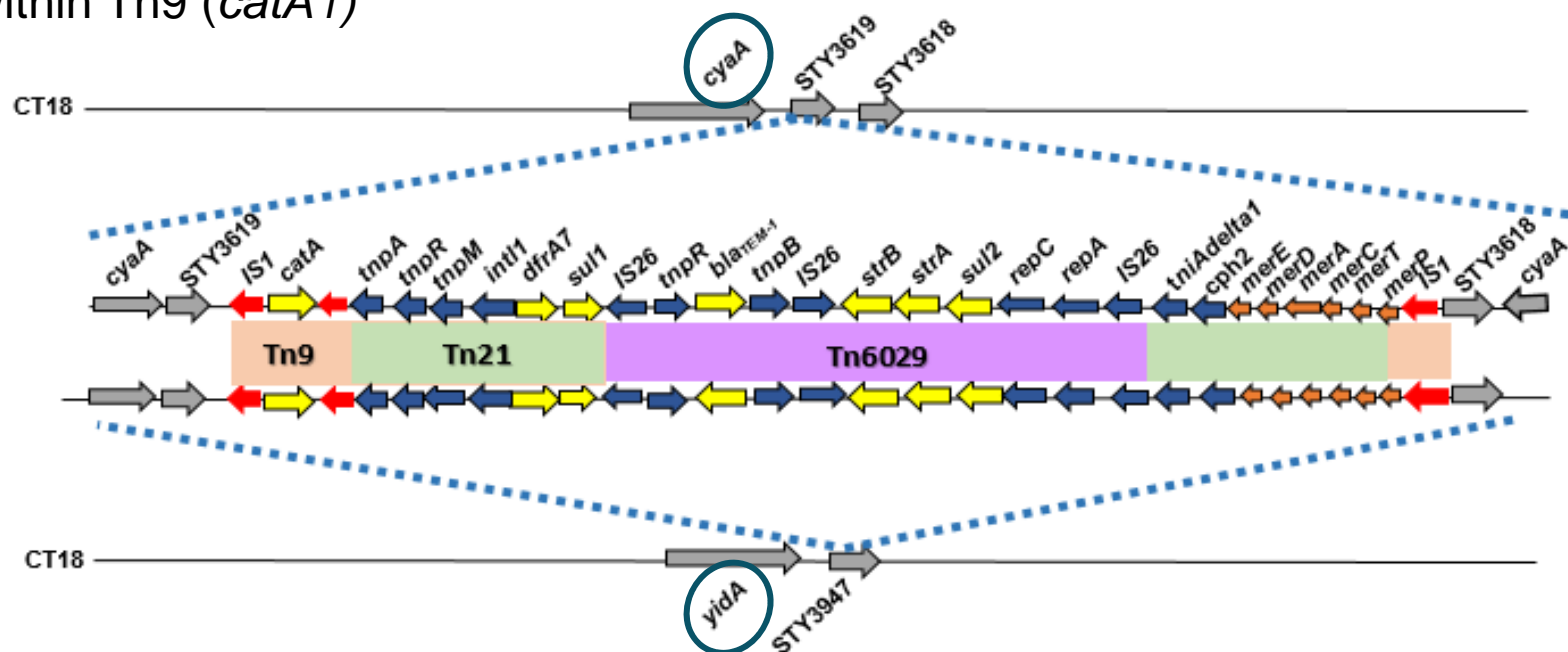 within Tn9 (catA1)
cyaA STY3619 STY3618
CT18
cyaA STY3619 IS1 catA tnpA tnpR tnpM intI1 dfrA7 sul1 IS26 tnpR blaTEM-1 tnpB IS26 strB strA sul2 repC repA IS26 tniAdelta1 cph2 merE merD merA merC merT merP IS1 STY3618 cyaA
Tn9 Tn21 Tn6029
CT18
yidA STY3947